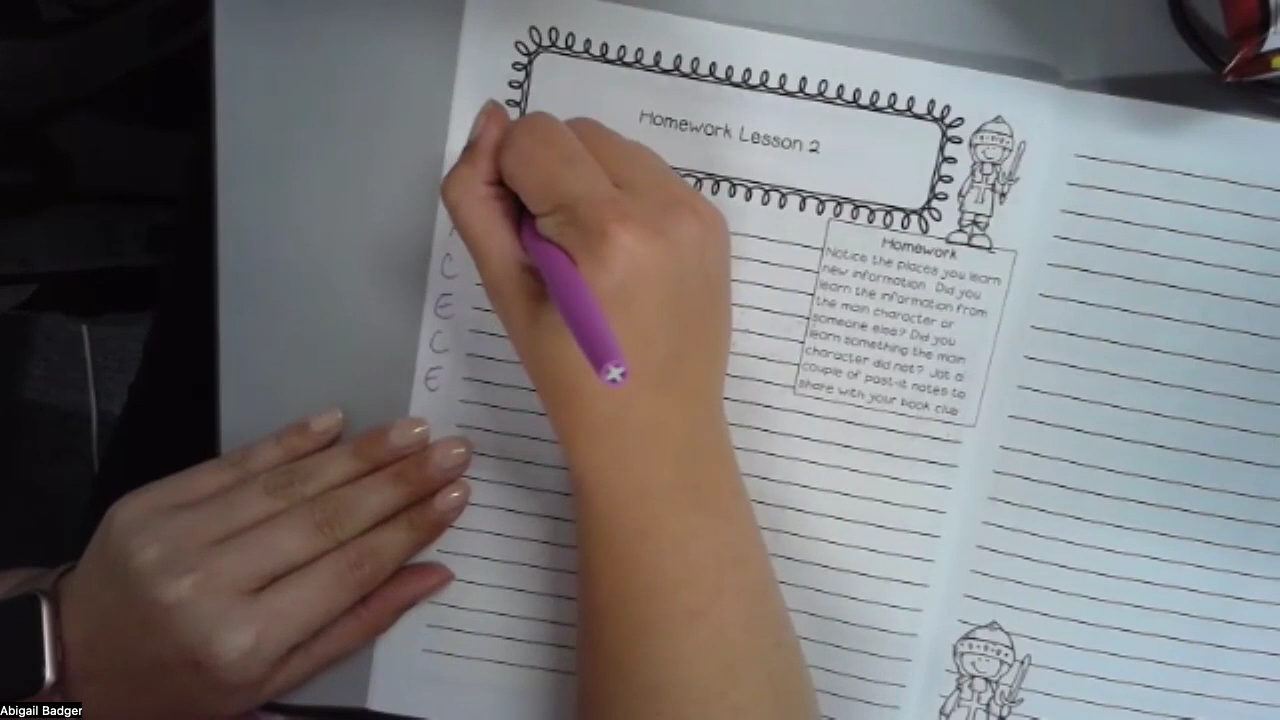 Homework Lesson 2
Homework
Notice the places you learn
new information. Did you
learn the information from
the main character or
someone else? Did you
learn something the main
character did not? Jot a
couple of post-it notes to
share with your book club
C
E
C
E
Abigail Badger